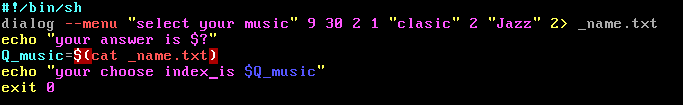 #!/bin/sh
dialog --menu "select your music" 9 30 2 1 "clasic" 2 "Jazz" 2> _name.txt
echo "your answer is $?"
Q_music=$(cat _name.txt)
echo "your choose index_is $Q_music"
exit 0